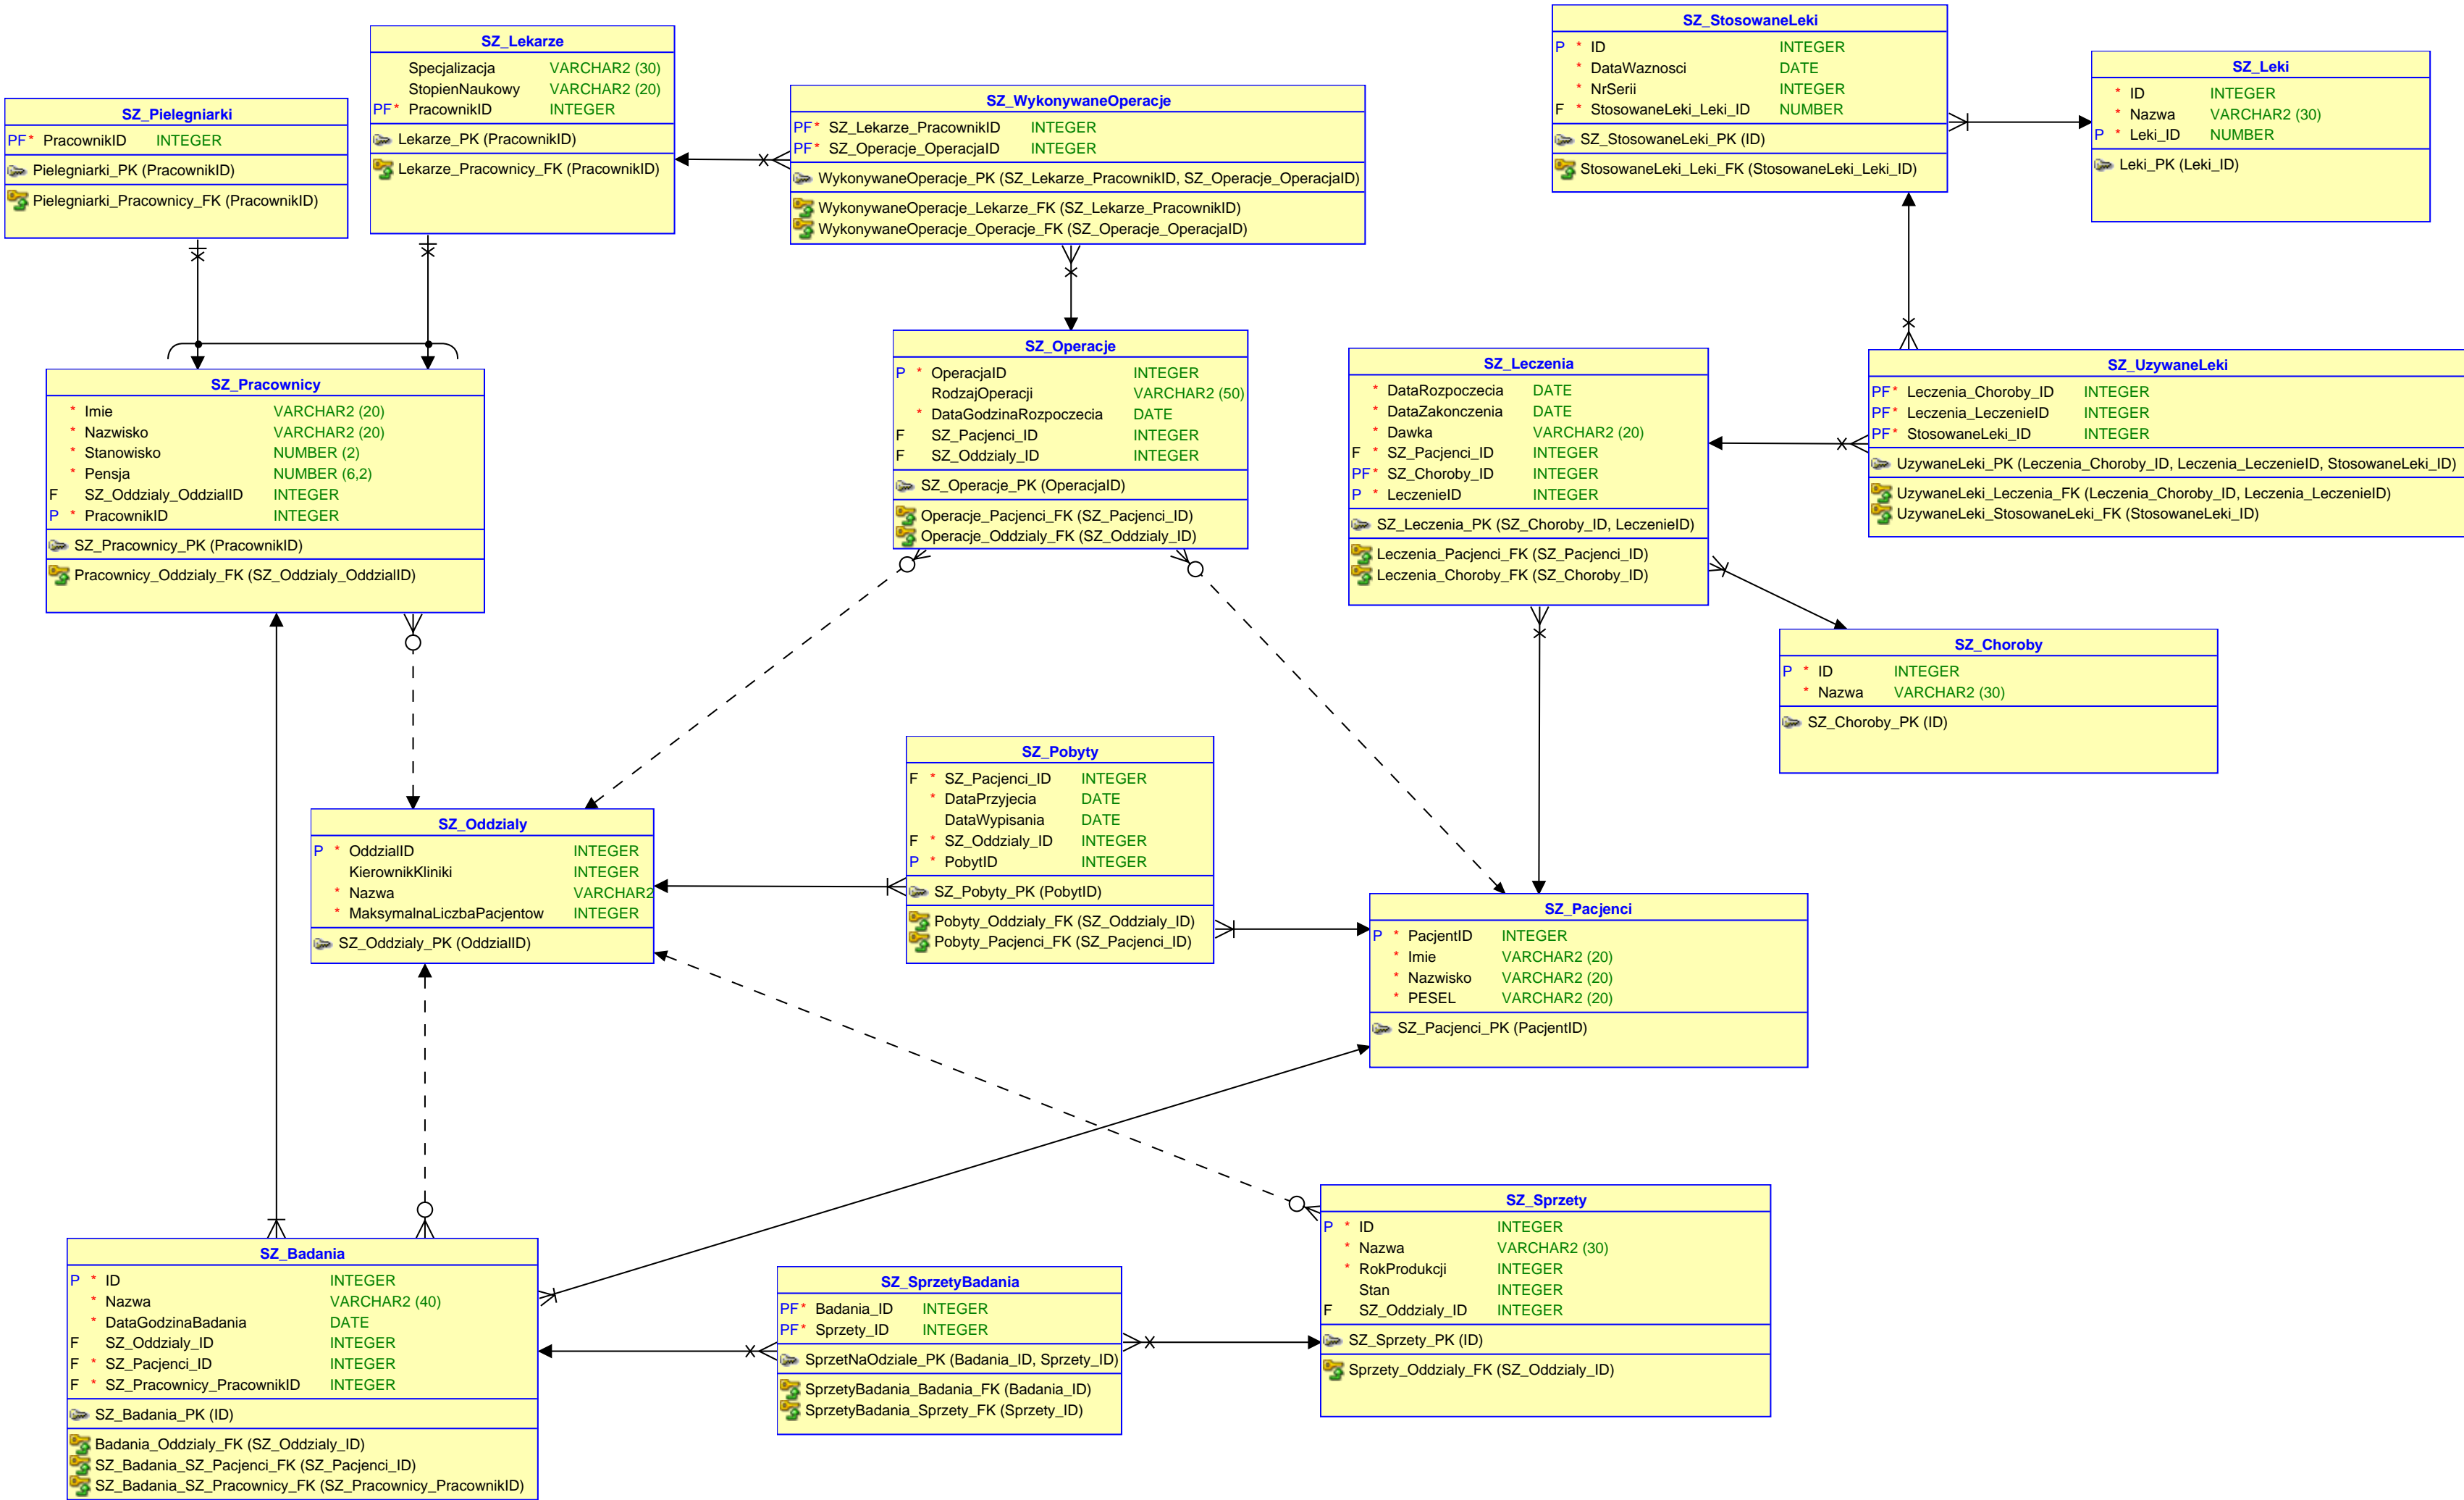 SZ_Pielegniarki
PF* PracownikID INTEGER
Pielegniarki_PK (PracownikID)
Pielegniarki_Pracownicy_FK (PracownikID)
SZ_Lekarze
Specjalizacja VARCHAR2 (30)
StopienNaukowy VARCHAR2 (20)
PF* PracownikID INTEGER
Lekarze_PK (PracownikID)
Lekarze_Pracownicy_FK (PracownikID)
SZ_WykonywaneOperacje
PF* SZ_Lekarze_PracownikID INTEGER
PF* SZ_Operacje_OperacjaID INTEGER
WykonywaneOperacje_PK (SZ_Lekarze_PracownikID, SZ_Operacje_OperacjaID)
WykonywaneOperacje_Lekarze_FK (SZ_Lekarze_PracownikID)
WykonywaneOperacje_Operacje_FK (SZ_Operacje_OperacjaID)
SZ_StosowaneLeki
P * ID INTEGER
* DataWaznosci DATE
* NrSerii INTEGER
F * StosowaneLeki_Leki_ID NUMBER
SZ_StosowaneLeki_PK (ID)
StosowaneLeki_Leki_FK (StosowaneLeki_Leki_ID)
SZ_Leki
* ID INTEGER
* Nazwa VARCHAR2 (30)
P * Leki_ID NUMBER
Leki_PK (Leki_ID)
SZ_Pracownicy
* Imie VARCHAR2 (20)
* Nazwisko VARCHAR2 (20)
* Stanowisko NUMBER (2)
* Pensja NUMBER (6,2)
F SZ_Oddzialy_OddzialID INTEGER
P * PracownikID INTEGER
SZ_Pracownicy_PK (PracownikID)
Pracownicy_Oddzialy_FK (SZ_Oddzialy_OddzialID)
SZ_Operacje
P * OperacjaID INTEGER
RodzajOperacji VARCHAR2 (50)
* DataGodzinaRozpoczecia DATE
F SZ_Pacjenci_ID INTEGER
F SZ_Oddzialy_ID INTEGER
SZ_Operacje_PK (OperacjaID)
Operacje_Pacjenci_FK (SZ_Pacjenci_ID)
Operacje_Oddzialy_FK (SZ_Oddzialy_ID)
SZ_Leczenia
* DataRozpoczecia DATE
* DataZakonczenia DATE
* Dawka VARCHAR2 (20)
F * SZ_Pacjenci_ID INTEGER
PF* SZ_Choroby_ID INTEGER
P * LeczenieID INTEGER
SZ_Leczenia_PK (SZ_Choroby_ID, LeczenieID)
Leczenia_Pacjenci_FK (SZ_Pacjenci_ID)
Leczenia_Choroby_FK (SZ_Choroby_ID)
SZ_UzywaneLeki
PF* Leczenia_Choroby_ID INTEGER
PF* Leczenia_LeczenieID INTEGER
PF* StosowaneLeki_ID INTEGER
UzywaneLeki_PK (Leczenia_Choroby_ID, Leczenia_LeczenieID, StosowaneLeki_ID)
UzywaneLeki_Leczenia_FK (Leczenia_Choroby_ID, Leczenia_LeczenieID)
UzywaneLeki_StosowaneLeki_FK (StosowaneLeki_ID)
SZ_Choroby
P * ID INTEGER
* Nazwa VARCHAR2 (30)
SZ_Choroby_PK (ID)
SZ_Oddzialy
P * OddzialID INTEGER
KierownikKliniki INTEGER
* Nazwa VARCHAR2
* MaksymalnaLiczbaPacjentow INTEGER
SZ_Oddzialy_PK (OddzialID)
SZ_Pobyty
F * SZ_Pacjenci_ID INTEGER
* DataPrzyjecia DATE
DataWypisania DATE
F * SZ_Oddzialy_ID INTEGER
P * PobytID INTEGER
SZ_Pobyty_PK (PobytID)
Pobyty_Oddzialy_FK (SZ_Oddzialy_ID)
Pobyty_Pacjenci_FK (SZ_Pacjenci_ID)
SZ_Pacjenci
P * PacjentID INTEGER
* Imie VARCHAR2 (20)
* Nazwisko VARCHAR2 (20)
* PESEL VARCHAR2 (20)
SZ_Pacjenci_PK (PacjentID)
SZ_Badania
P * ID INTEGER
* Nazwa VARCHAR2 (40)
* DataGodzinaBadania DATE
F SZ_Oddzialy_ID INTEGER
F * SZ_Pacjenci_ID INTEGER
F * SZ_Pracownicy_PracownikID INTEGER
SZ_Badania_PK (ID)
Badania_Oddzialy_FK (SZ_Oddzialy_ID)
SZ_Badania_SZ_Pacjenci_FK (SZ_Pacjenci_ID)
SZ_Badania_SZ_Pracownicy_FK (SZ_Pracownicy_PracownikID)
SZ_SprzetyBadania
PF* Badania_ID INTEGER
PF* Sprzety_ID INTEGER
SprzetNaOdziale_PK (Badania_ID, Sprzety_ID)
SprzetyBadania_Badania_FK (Badania_ID)
SprzetyBadania_Sprzety_FK (Sprzety_ID)
SZ_Sprzety
P * ID INTEGER
* Nazwa VARCHAR2 (30)
* RokProdukcji INTEGER
Stan INTEGER
F SZ_Oddzialy_ID INTEGER
SZ_Sprzety_PK (ID)
Sprzety_Oddzialy_FK (SZ_Oddzialy_ID)